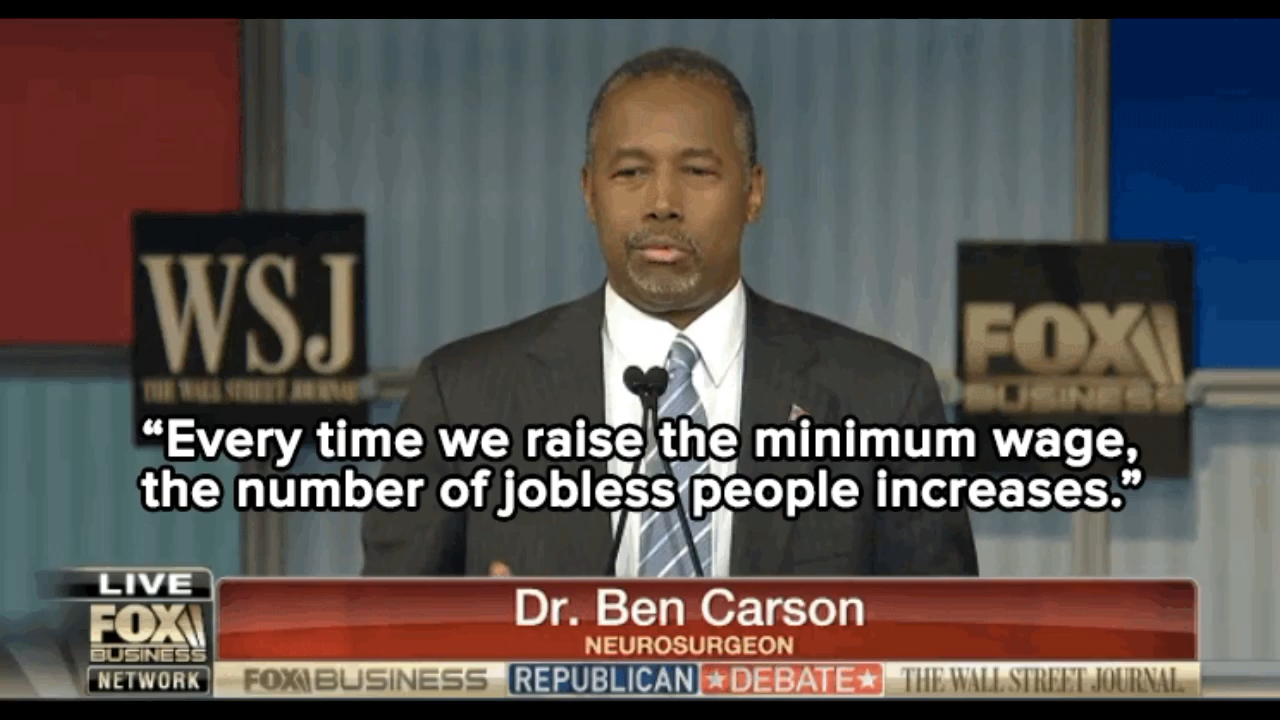 WSJ
THE WALL STREET JOURNAL
FOX
BUSINESS
“Every time we raise the minimum wage,
the number of jobless people increases.”
LIVE
FOX
BUSINESS
NETWORK
Dr. Ben Carson
NEUROSURGEON
FOX BUSINESS REPUBLICAN ★DEBATE★ THE WALL STREET JOURNAL